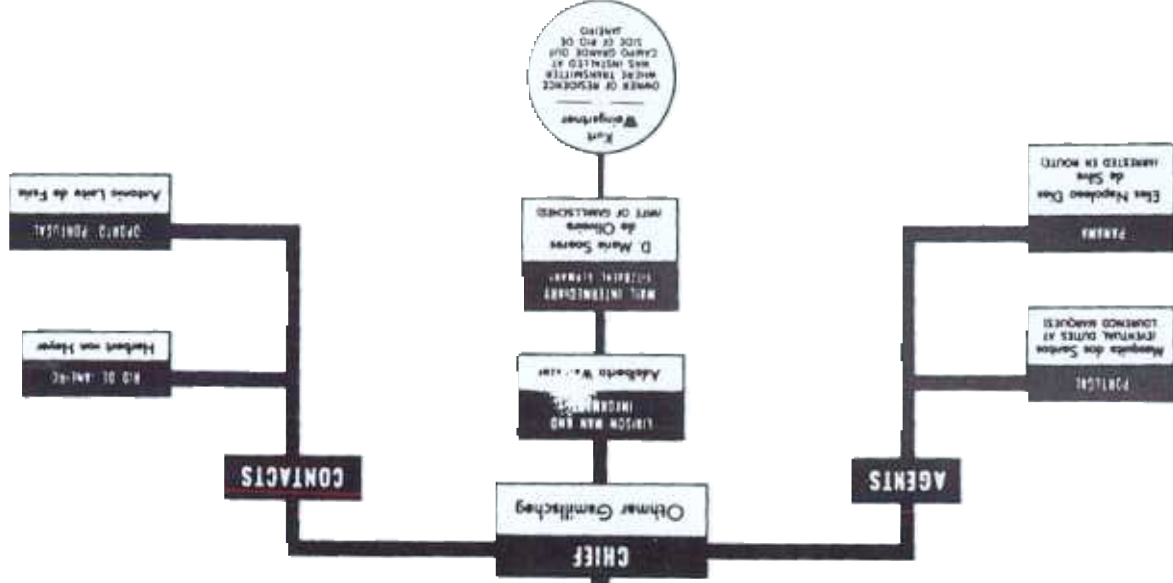 CHIEF
Othmar Gamillscheg
AGENTS
PORTUGAL
Mesquita dos Santos
(EVENTUAL DUTIES AT
LOURENCO MARQUES)
PANAMA
Elias Napoleao Dias
da Silva
(ARRESTED EN ROUTE)
LIAISON MAN AND
Adalberto
MAIL INTERMEDIARY
KITZBUEHL GERMANY
D. Maria Soares
de Oliveira
(WIFE OF GAMILLSCHEG)
Kurt
Weingartner
OWNER OF RESIDENCE
WHERE TRANSMITTER
WAS INSTALLED AT
CAMPO GRANDE OUT
SIDE OF RIO DE
JANEIRO
CONTACTS
RIO DE JANEIRO
Herbert von Heyer
OPORTO PORTUGAL
Antonio Leite de Faria